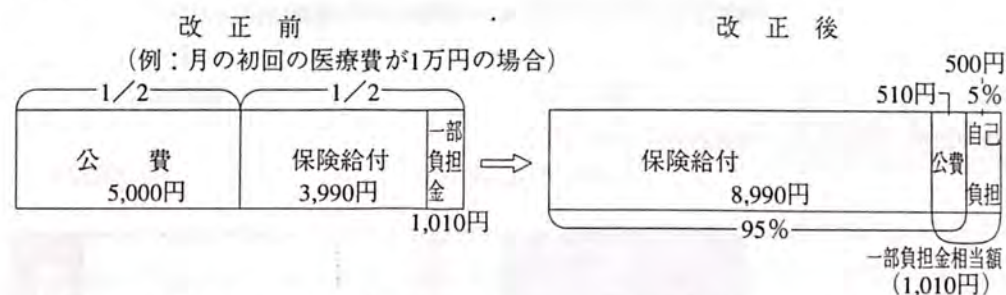 改正前
(例：月の初回の医療費が1万円の場合)
1／2
1／2
公費
5,000円
保険給付
3,990円
一部負担金
1,010円
改正後
500円
510円
5%
保険給付
8,990円
公費
自己負担
95%
一部負担金相当額
(1,010円)